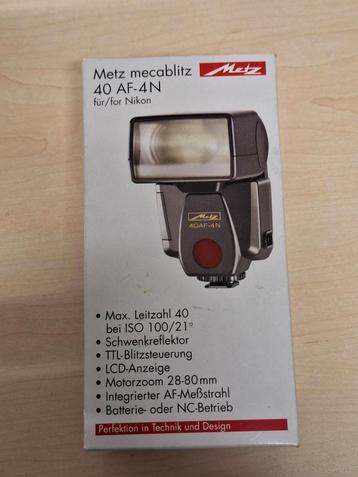 Metz mecablitz
40 AF-4N
für/for Nikon
Metz
Metz
40AF-4N
• Max. Leitzahl 40
bei ISO 100/21°
• Schwenkreflektor
• TTL-Blitzsteuerung
• LCD-Anzeige
• Motorzoom 28-80mm
• Integrierter AF-Meßstrahl
• Batterie- oder NC-Betrieb
Perfektion in Technik und Design